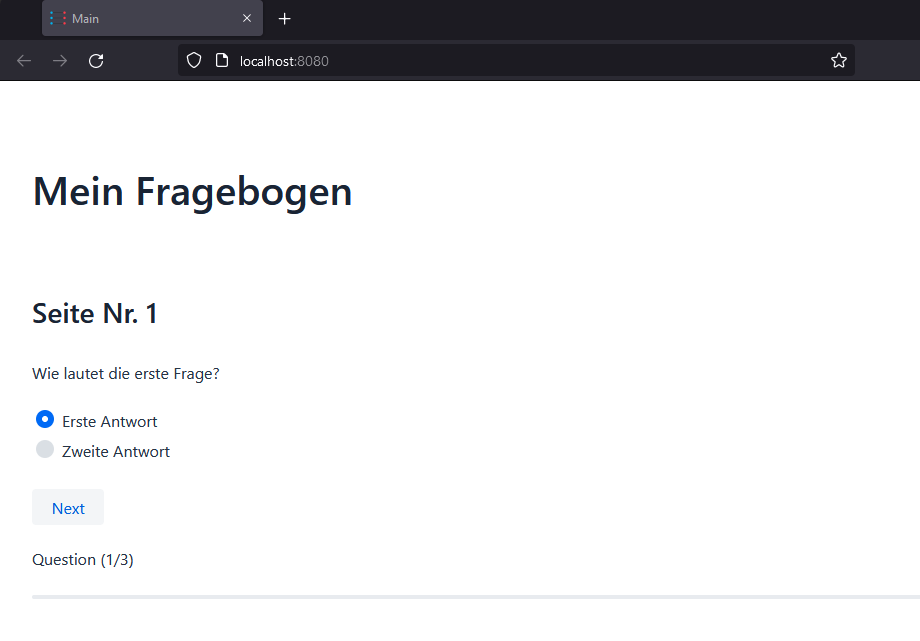 Main
localhost:8080
Mein Fragebogen
Seite Nr. 1
Wie lautet die erste Frage?
Erste Antwort
Zweite Antwort
Next
Question (1/3)